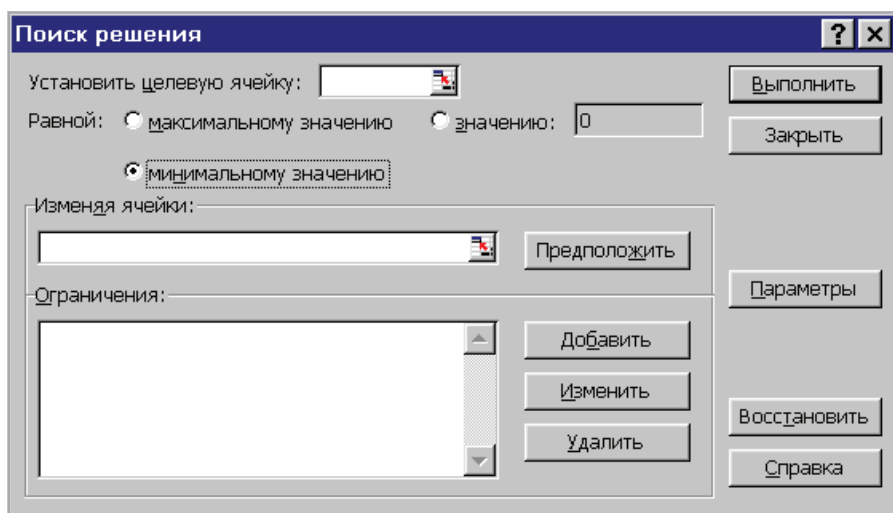 Поиск решения
Установить целевую ячейку:
Выполнить
Равной: максимальному значению значению: 0
Закрыть
минимальному значению
Изменяя ячейки:
Предположить
Параметры
Ограничения:
Добавить
Изменить
Восстановить
Удалить
Справка